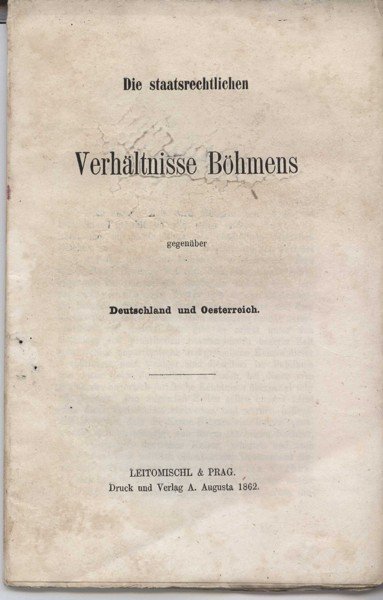 Die staatsrechtlichen
Verhältnisse Böhmens
gegenüber
Deutschland und Oesterreich.
LEITOMISCHL & PRAG.
Druck und Verlag A. Augusta 1862.